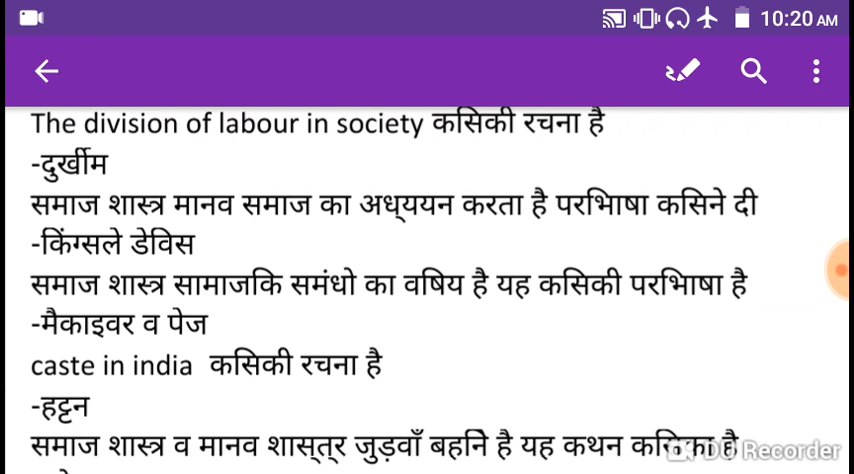 10:20 AM
The division of labour in society कसिकी रचना है
-दुर्खीम
समाज शास्त्र मानव समाज का अध्ययन करता है परभिाषा कसिने दी
-किंग्सले डेविस
समाज शास्त्र सामाजकि समंधो का वषिय है यह कसिकी परभिाषा है
-मैकाइवर व पेज
caste in india कसिकी रचना है
-हट्टन
समाज शास्त्र व मानव शास्त्र जुड़वाँ बहनेि है यह कथन कसिका है
DU Recorder